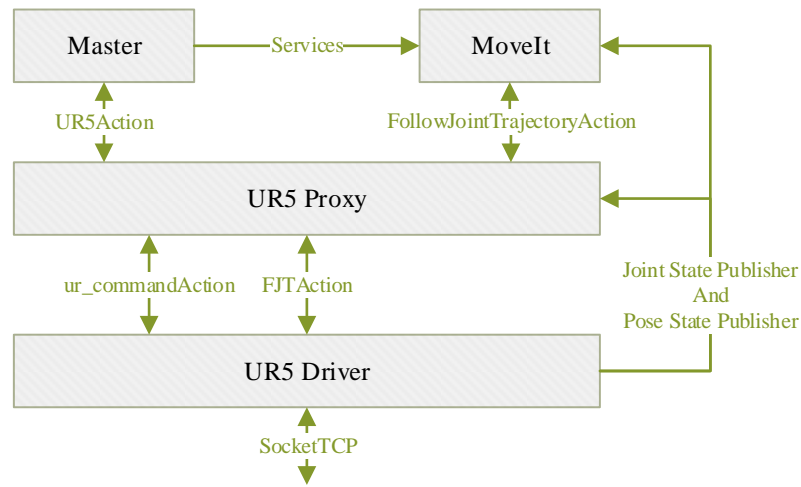 Master
Services
MoveIt
UR5Action
FollowJointTrajectoryAction
UR5 Proxy
ur_commandAction
FJTAction
Joint State Publisher
And
Pose State Publisher
UR5 Driver
SocketTCP